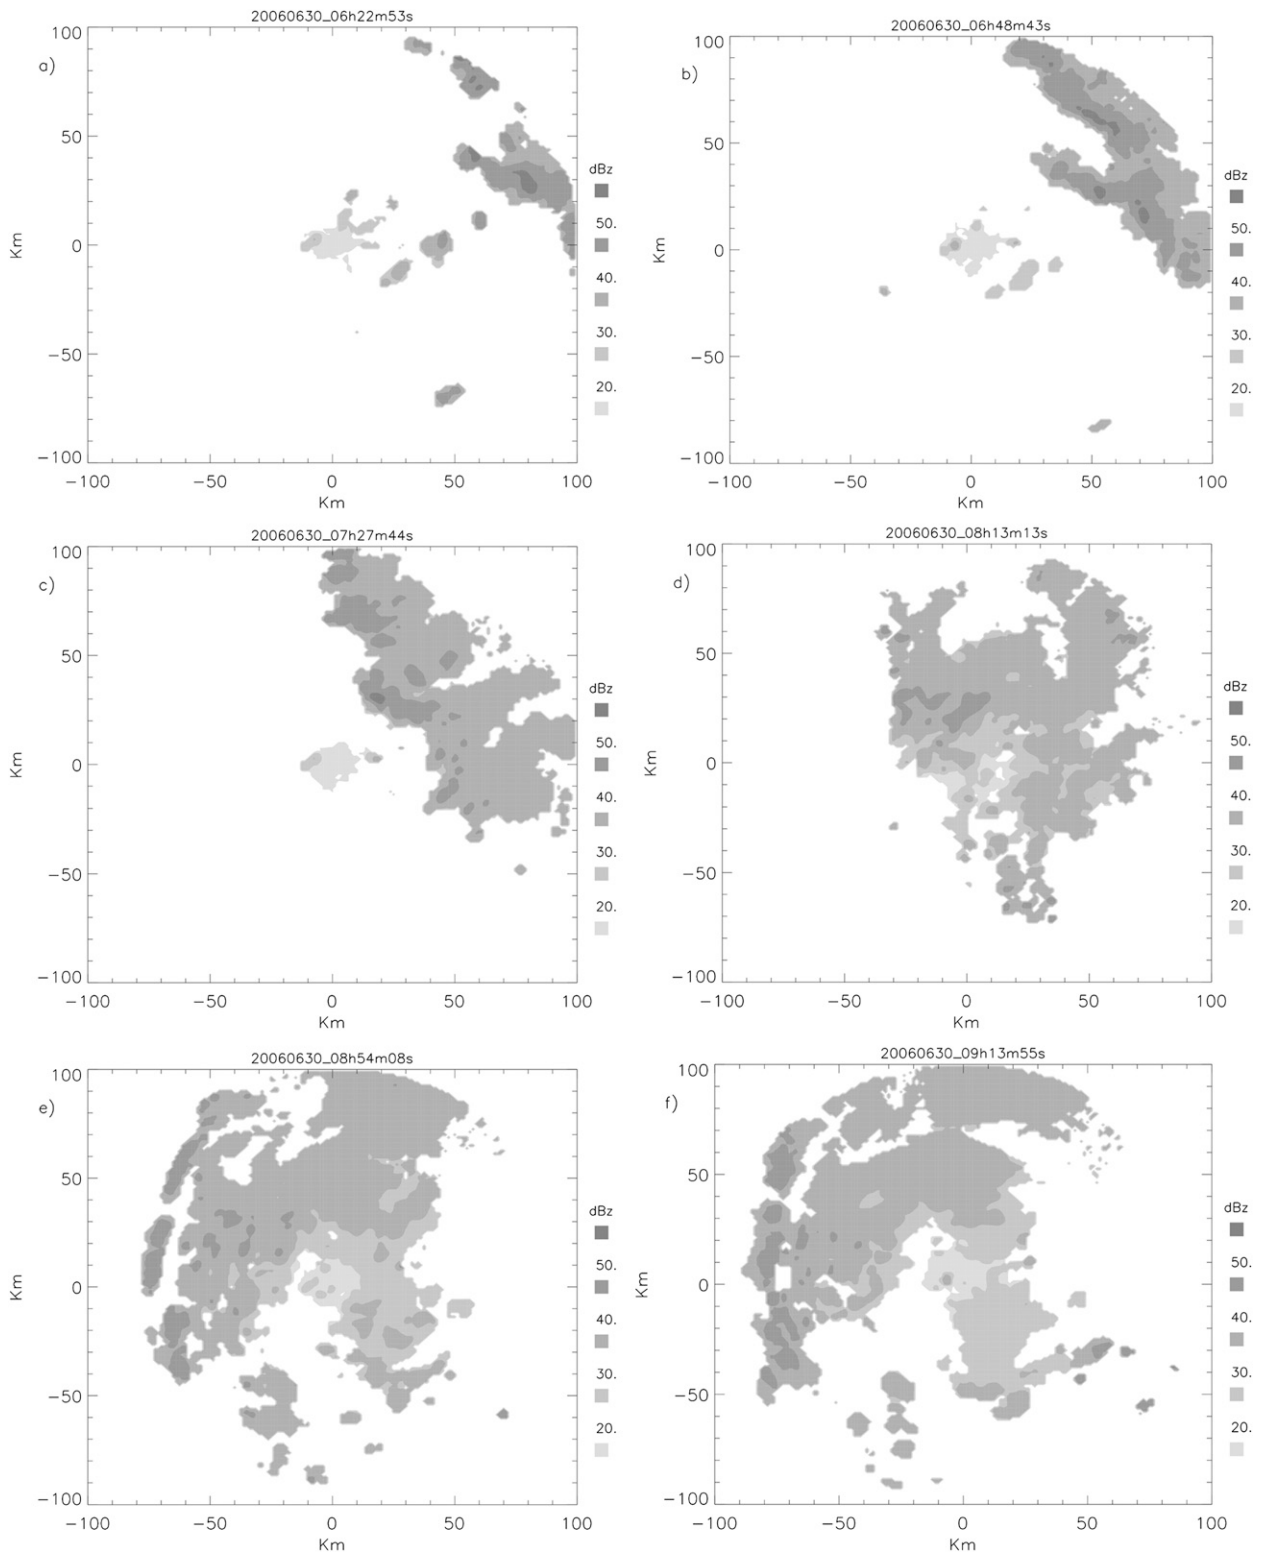 20060630_06h22m53s
a)
100
50
0
−50
−100
Km
−100 −50 0 50 100
Km
dBz
50.
40.
30.
20.
20060630_06h48m43s
b)
100
50
0
−50
−100
Km
−100 −50 0 50 100
Km
dBz
50.
40.
30.
20.
20060630_07h27m44s
c)
100
50
0
−50
−100
Km
−100 −50 0 50 100
Km
dBz
50.
40.
30.
20.
20060630_08h13m13s
d)
100
50
0
−50
−100
Km
−100 −50 0 50 100
Km
dBz
50.
40.
30.
20.
20060630_08h54m08s
e)
100
50
0
−50
−100
Km
−100 −50 0 50 100
Km
dBz
50.
40.
30.
20.
20060630_09h13m55s
f)
100
50
0
−50
−100
Km
−100 −50 0 50 100
Km
dBz
50.
40.
30.
20.